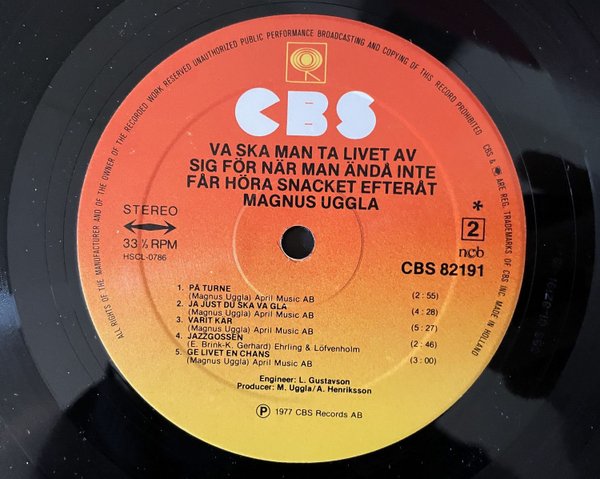 ALL RIGHTS OF THE MANUFACTURER AND OF THE OWNER OF THE RECORDED WORK RESERVED UNAUTHORIZED PUBLIC PERFORMANCE BROADCASTING AND COPYING OF THIS RECORD PROHIBITED. CBS & ARE REG. TRADEMARKS OF CBS INC. MADE IN HOLLAND
CBS
VA SKA MAN TA LIVET AV
SIG FÖR NÄR MAN ÄNDÅ INTE
FÅR HÖRA SNACKET EFTERÅT
MAGNUS UGGLA
STEREO
33⅓ RPM
HSCL-0786
*
2
ncb
CBS 82191
1. PÅ TURNE
(Magnus Uggla) April Music AB (2:55)
2. JA JUST DU SKA VA GLA
(Magnus Uggla) April Music AB (4:28)
3. VARIT KÄR
(Magnus Uggla) April Music AB (5:27)
4. JAZZGOSSEN
(E. Brink-K. Gerhard) Ehrling & Löfvenholm (2:46)
5. GE LIVET EN CHANS
(Magnus Uggla) April Music AB (3:00)
Engineer: L. Gustavson
Producer: M. Uggla/A. Henriksson
Ⓟ 1977 CBS Records AB